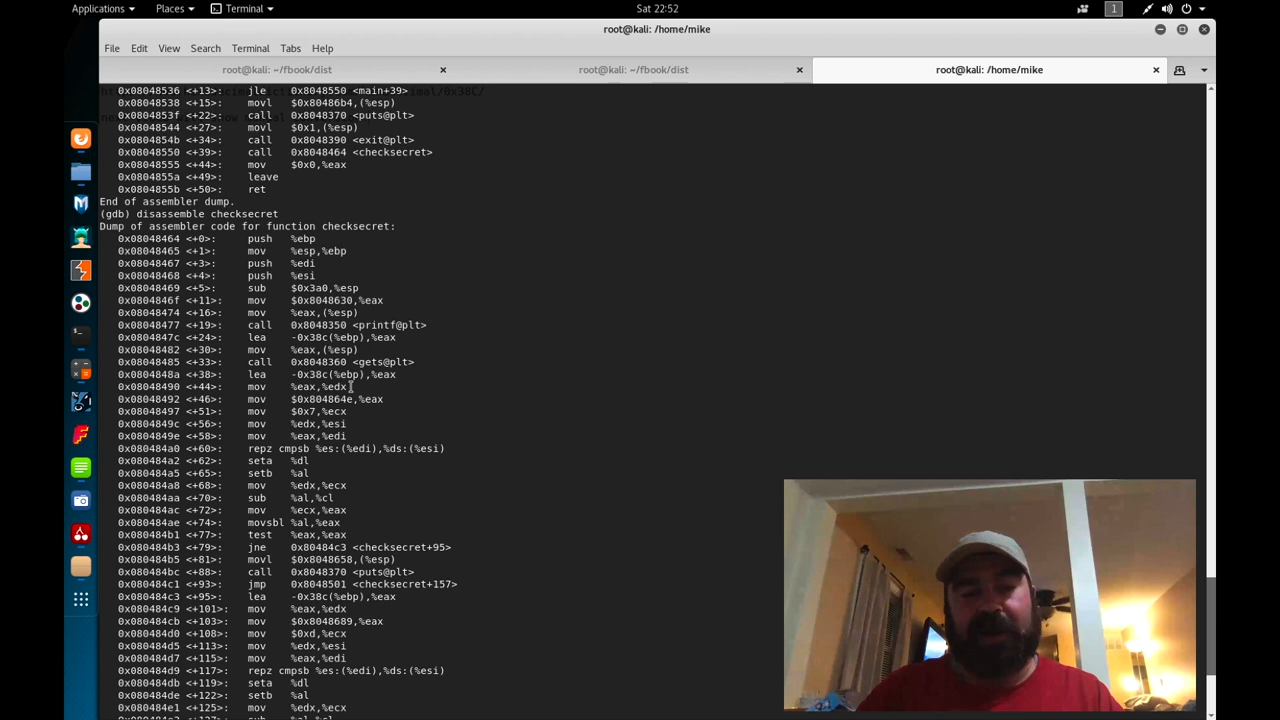 Applications Places Terminal Sat 22:52 1
root@kali: /home/mike
File Edit View Search Terminal Tabs Help
root@kali: ~/fbook/dist root@kali: ~/fbook/dist root@kali: /home/mike
0x08048536 <+13>: jle 0x8048550 <main+39>
0x08048538 <+15>: movl $0x80486b4,(%esp)
0x0804853f <+22>: call 0x8048370 <puts@plt>
0x08048544 <+27>: movl $0x1,(%esp)
0x0804854b <+34>: call 0x8048390 <exit@plt>
0x08048550 <+39>: call 0x8048464 <checksecret>
0x08048555 <+44>: mov $0x0,%eax
0x0804855a <+49>: leave
0x0804855b <+50>: ret
End of assembler dump.
(gdb) disassemble checksecret
Dump of assembler code for function checksecret:
0x08048464 <+0>: push %ebp
0x08048465 <+1>: mov %esp,%ebp
0x08048467 <+3>: push %edi
0x08048468 <+4>: push %esi
0x08048469 <+5>: sub $0x3a0,%esp
0x0804846f <+11>: mov $0x8048630,%eax
0x08048474 <+16>: mov %eax,(%esp)
0x08048477 <+19>: call 0x8048350 <printf@plt>
0x0804847c <+24>: lea -0x38c(%ebp),%eax
0x08048482 <+30>: mov %eax,(%esp)
0x08048485 <+33>: call 0x8048360 <gets@plt>
0x0804848a <+38>: lea -0x38c(%ebp),%eax
0x08048490 <+44>: mov %eax,%edx
0x08048492 <+46>: mov $0x804864e,%eax
0x08048497 <+51>: mov $0x7,%ecx
0x0804849c <+56>: mov %edx,%esi
0x0804849e <+58>: mov %eax,%edi
0x080484a0 <+60>: repz cmpsb %es:(%edi),%ds:(%esi)
0x080484a2 <+62>: seta %dl
0x080484a5 <+65>: setb %al
0x080484a8 <+68>: mov %edx,%ecx
0x080484aa <+70>: sub %al,%cl
0x080484ac <+72>: mov %ecx,%eax
0x080484ae <+74>: movsbl %al,%eax
0x080484b1 <+77>: test %eax,%eax
0x080484b3 <+79>: jne 0x80484c3 <checksecret+95>
0x080484b5 <+81>: movl $0x8048658,(%esp)
0x080484bc <+88>: call 0x8048370 <puts@plt>
0x080484c1 <+93>: jmp 0x8048501 <checksecret+157>
0x080484c3 <+95>: lea -0x38c(%ebp),%eax
0x080484c9 <+101>: mov %eax,%edx
0x080484cb <+103>: mov $0x8048689,%eax
0x080484d0 <+108>: mov $0xd,%ecx
0x080484d5 <+113>: mov %edx,%esi
0x080484d7 <+115>: mov %eax,%edi
0x080484d9 <+117>: repz cmpsb %es:(%edi),%ds:(%esi)
0x080484db <+119>: seta %dl
0x080484de <+122>: setb %al
0x080484e1 <+125>: mov %edx,%ecx